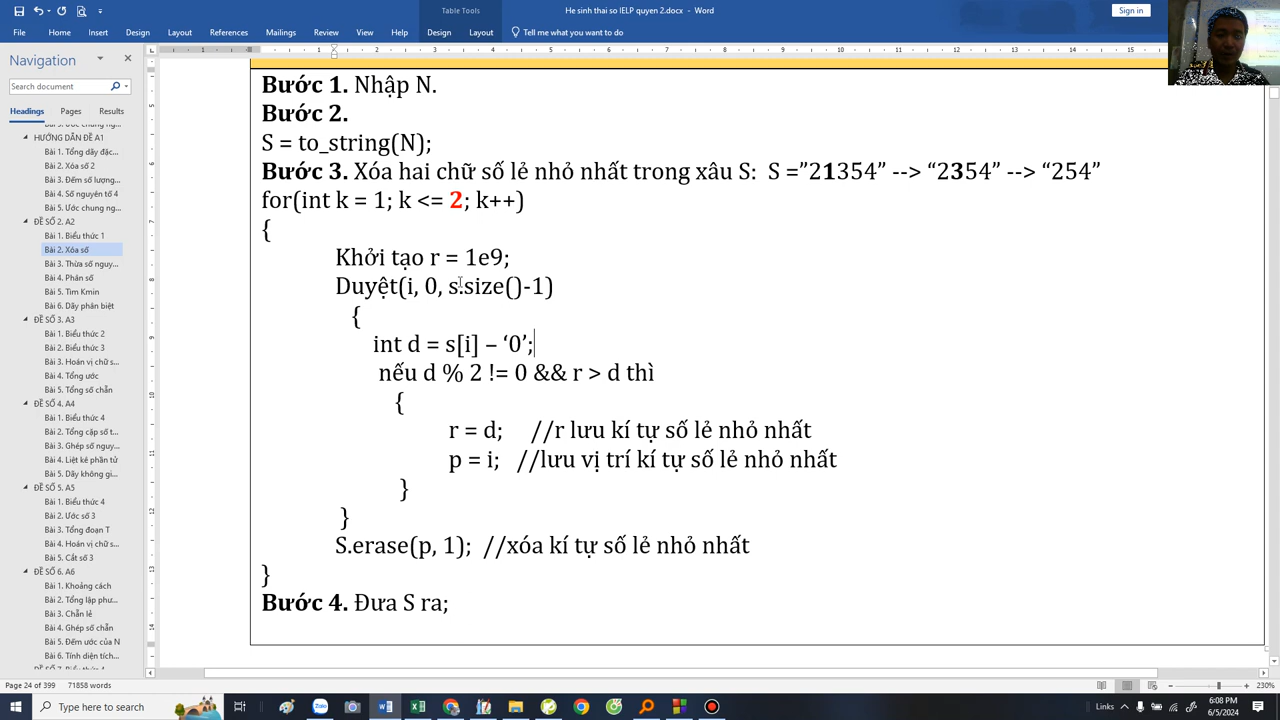 Table Tools
He sinh thai so IELP quyen 2.docx - Word
Sign in
File Home Insert Draw Design Layout References Mailings Review View Help Design Layout Tell me what you want to do
Navigation
Search document
Headings Pages Results
HƯỚNG DẪN ĐỀ A1
Bài 1. Tổng dãy đặc...
Bài 2. Xóa số 2
Bài 3. Đếm số lượng...
Bài 4. Số nguyên tố 4
Bài 5. Ước chung ng...
ĐỀ SỐ 2. A2
Bài 1. Biểu thức 1
Bài 2. Xóa số
Bài 3. Thừa số nguy...
Bài 4. Phân số
Bài 5. Tìm Kmin
Bài 6. Dãy phân biệt
ĐỀ SỐ 3. A3
Bài 1. Biểu thức 2
Bài 2. Biểu thức 3
Bài 3. Hoán vị chữ s...
Bài 4. Tổng ước
Bài 5. Tổng số chẵn
ĐỀ SỐ 4. A4
Bài 1. Biểu thức 4
Bài 2. Tổng cặp số t...
Bài 3. Ghép số nguy...
Bài 4. Liệt kê phần tử
Bài 5. Dãy không gi...
ĐỀ SỐ 5. A5
Bài 1. Biểu thức 4
Bài 2. Ước số 3
Bài 3. Tổng đoạn T
Bài 4. Hoán vị chữ s...
Bài 5. Cắt số 3
ĐỀ SỐ 6. A6
Bài 1. Khoảng cách
Bài 2. Tổng lập phư...
Bài 3. Chẵn lẻ
Bài 4. Ghép số chẵn
Bài 5. Đếm ước của N
Bài 6. Tính diện tích...
Bước 1. Nhập N.
Bước 2.
S = to_string(N);
Bước 3. Xóa hai chữ số lẻ nhỏ nhất trong xâu S: S =”21354” --> “2354” --> “254”
for(int k = 1; k <= 2; k++)
{
Khởi tạo r = 1e9;
Duyệt(i, 0, s.size()-1)
{
int d = s[i] – ‘0’;
nếu d % 2 != 0 && r > d thì
{
r = d; //r lưu kí tự số lẻ nhỏ nhất
p = i; //lưu vị trí kí tự số lẻ nhỏ nhất
}
}
S.erase(p, 1); //xóa kí tự số lẻ nhỏ nhất
}
Bước 4. Đưa S ra;
Page 24 of 399 71858 words
230%
Type here to search
6:08 PM
6/5/2024